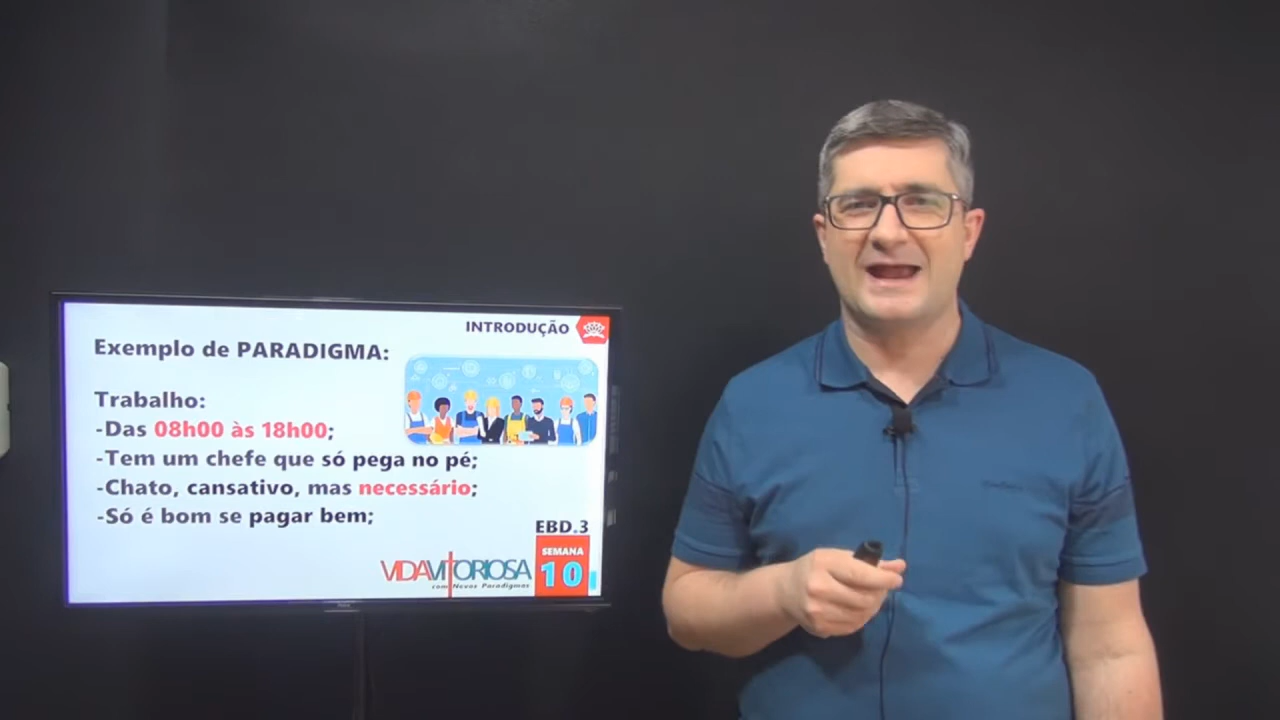 INTRODUÇÃO
Exemplo de PARADIGMA:
Trabalho:
-Das 08h00 às 18h00;
-Tem um chefe que só pega no pé;
-Chato, cansativo, mas necessário;
-Só é bom se pagar bem;
EBD.3
SEMANA
10
VIDAVITORIOSA
com Novos Paradigmas